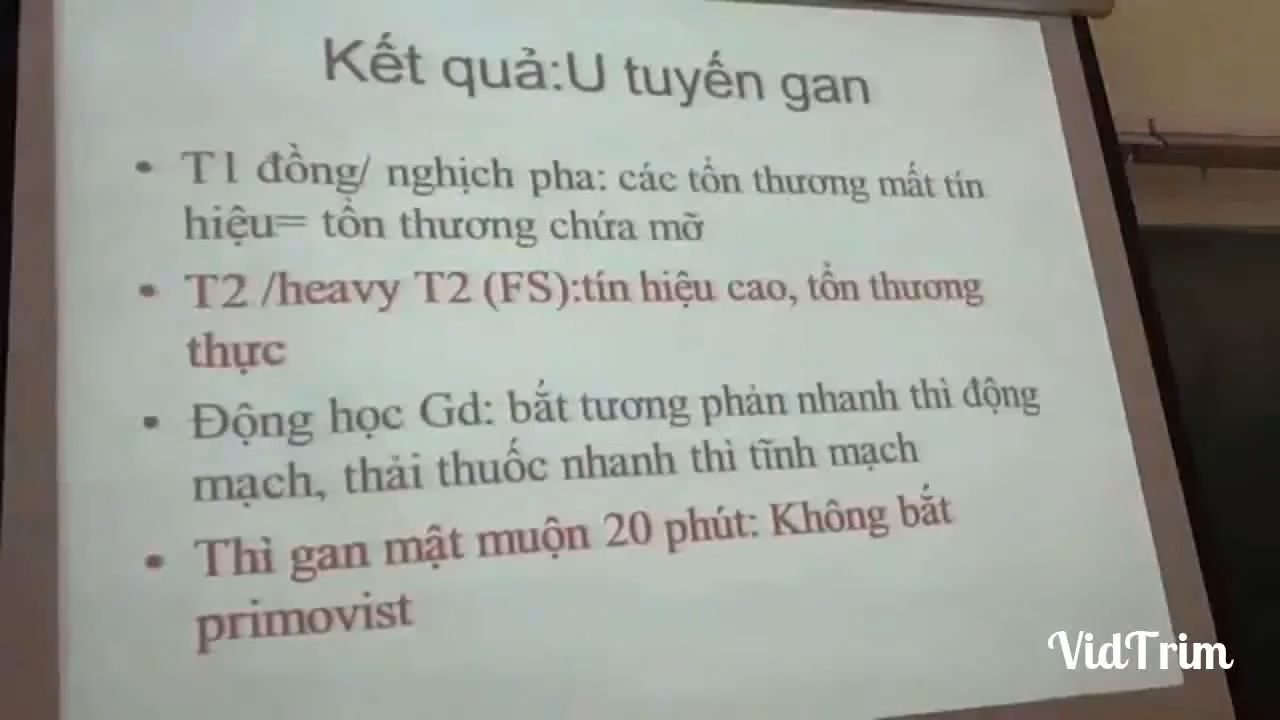 Kết quả:U tuyến gan
• T1 đồng/ nghịch pha: các tổn thương mất tín
hiệu= tổn thương chứa mỡ
• T2 /heavy T2 (FS):tín hiệu cao, tổn thương
thực
• Động học Gd: bắt tương phản nhanh thì động
mạch, thải thuốc nhanh thì tĩnh mạch
• Thì gan mật muộn 20 phút: Không bắt
primovist
VidTrim